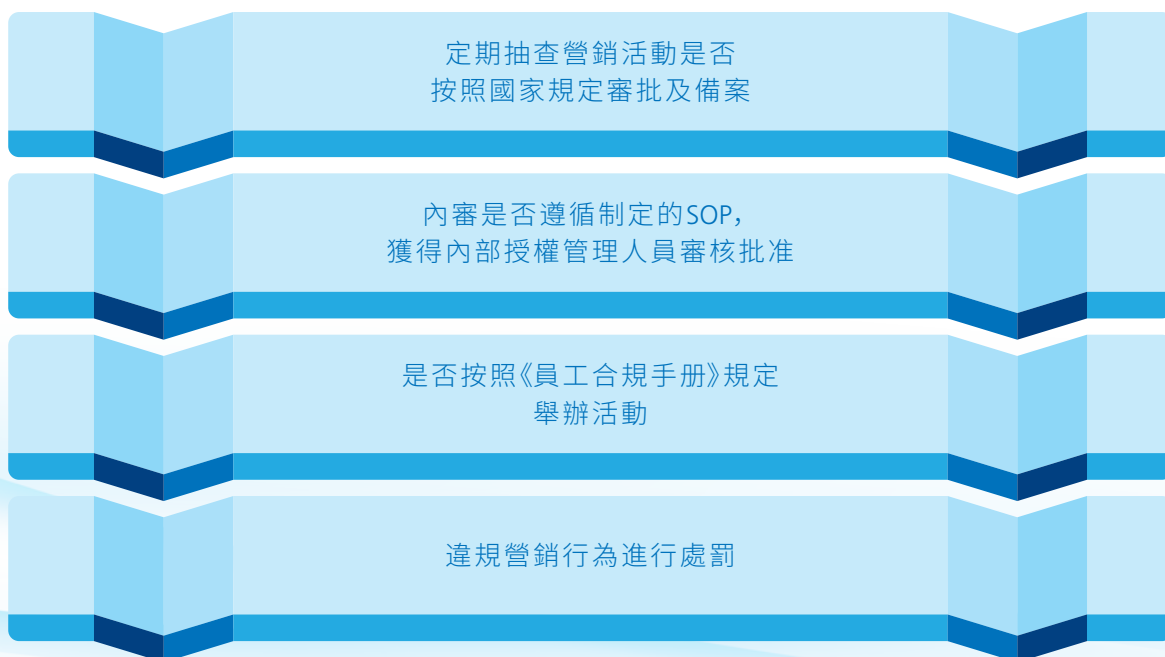 定期抽查營銷活動是否
按照國家規定審批及備案
內審是否遵循制定的SOP，
獲得內部授權管理人員審核批准
是否按照《員工合規手册》規定
舉辦活動
違規營銷行為進行處罰